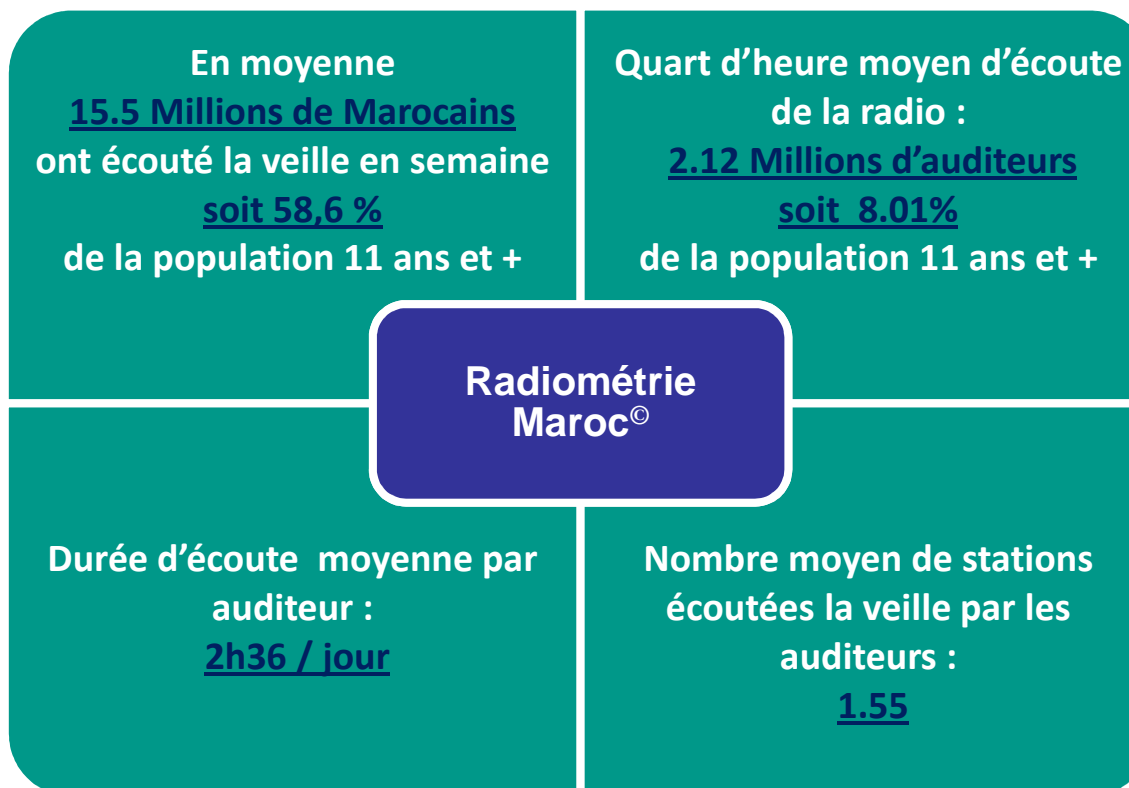 En moyenne
15.5 Millions de Marocains
ont écouté la veille en semaine
soit 58,6 %
de la population 11 ans et +
Quart d’heure moyen d’écoute
de la radio :
2.12 Millions d’auditeurs
soit 8.01%
de la population 11 ans et +
Radiométrie
Maroc©
Durée d’écoute moyenne par
auditeur :
2h36 / jour
Nombre moyen de stations
écoutées la veille par les
auditeurs :
1.55